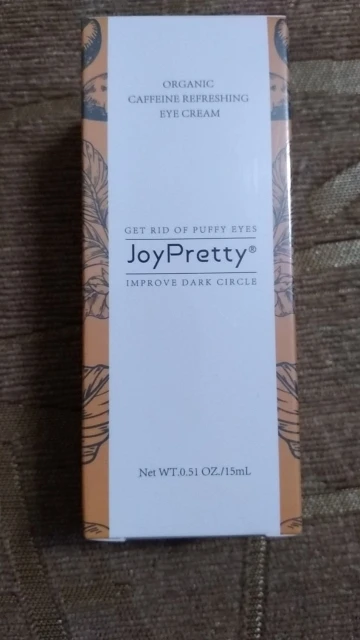 ORGANIC
CAFFEINE REFRESHING
EYE CREAM
GET RID OF PUFFY EYES
JoyPretty®
IMPROVE DARK CIRCLE
Net WT.0.51 OZ./15mL